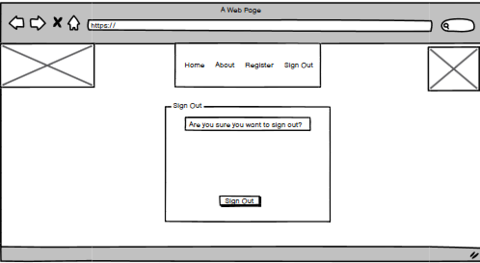 A Web Page
https://
Home About Register Sign Out
Sign Out
Are you sure you want to sign out?
Sign Out